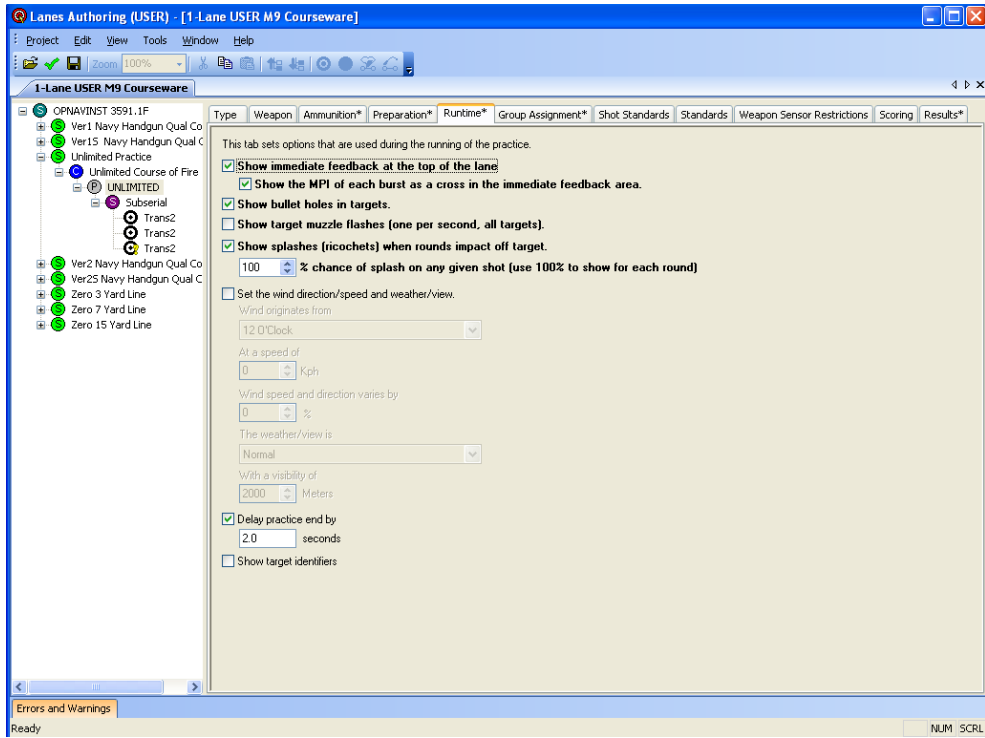 Lanes Authoring (USER) - [1-Lane USER M9 Courseware]
Project Edit View Tools Window Help
Zoom 100%
1-Lane USER M9 Courseware
OPNAVINST 3591.1F
Ver1 Navy Handgun Qual Co
Ver1S Navy Handgun Qual C
Unlimited Practice
Unlimited Course of Fire
UNLIMITED
Subserial
Trans2
Trans2
Trans2
Ver2 Navy Handgun Qual Co
Ver2S Navy Handgun Qual C
Zero 3 Yard Line
Zero 7 Yard Line
Zero 15 Yard Line
Type Weapon Ammunition* Preparation* Runtime* Group Assignment* Shot Standards Standards Weapon Sensor Restrictions Scoring Results*
This tab sets options that are used during the running of the practice.
Show immediate feedback at the top of the lane
Show the MPI of each burst as a cross in the immediate feedback area.
Show bullet holes in targets.
Show target muzzle flashes (one per second, all targets).
Show splashes (ricochets) when rounds impact off target.
100 % chance of splash on any given shot (use 100% to show for each round)
Set the wind direction/speed and weather/view.
Wind originates from
12 O'Clock
At a speed of
0 Kph
Wind speed and direction varies by
0 %
The weather/view is
Normal
With a visibility of
2000 Meters
Delay practice end by
2.0 seconds
Show target identifiers
Errors and Warnings
Ready NUM SCRL